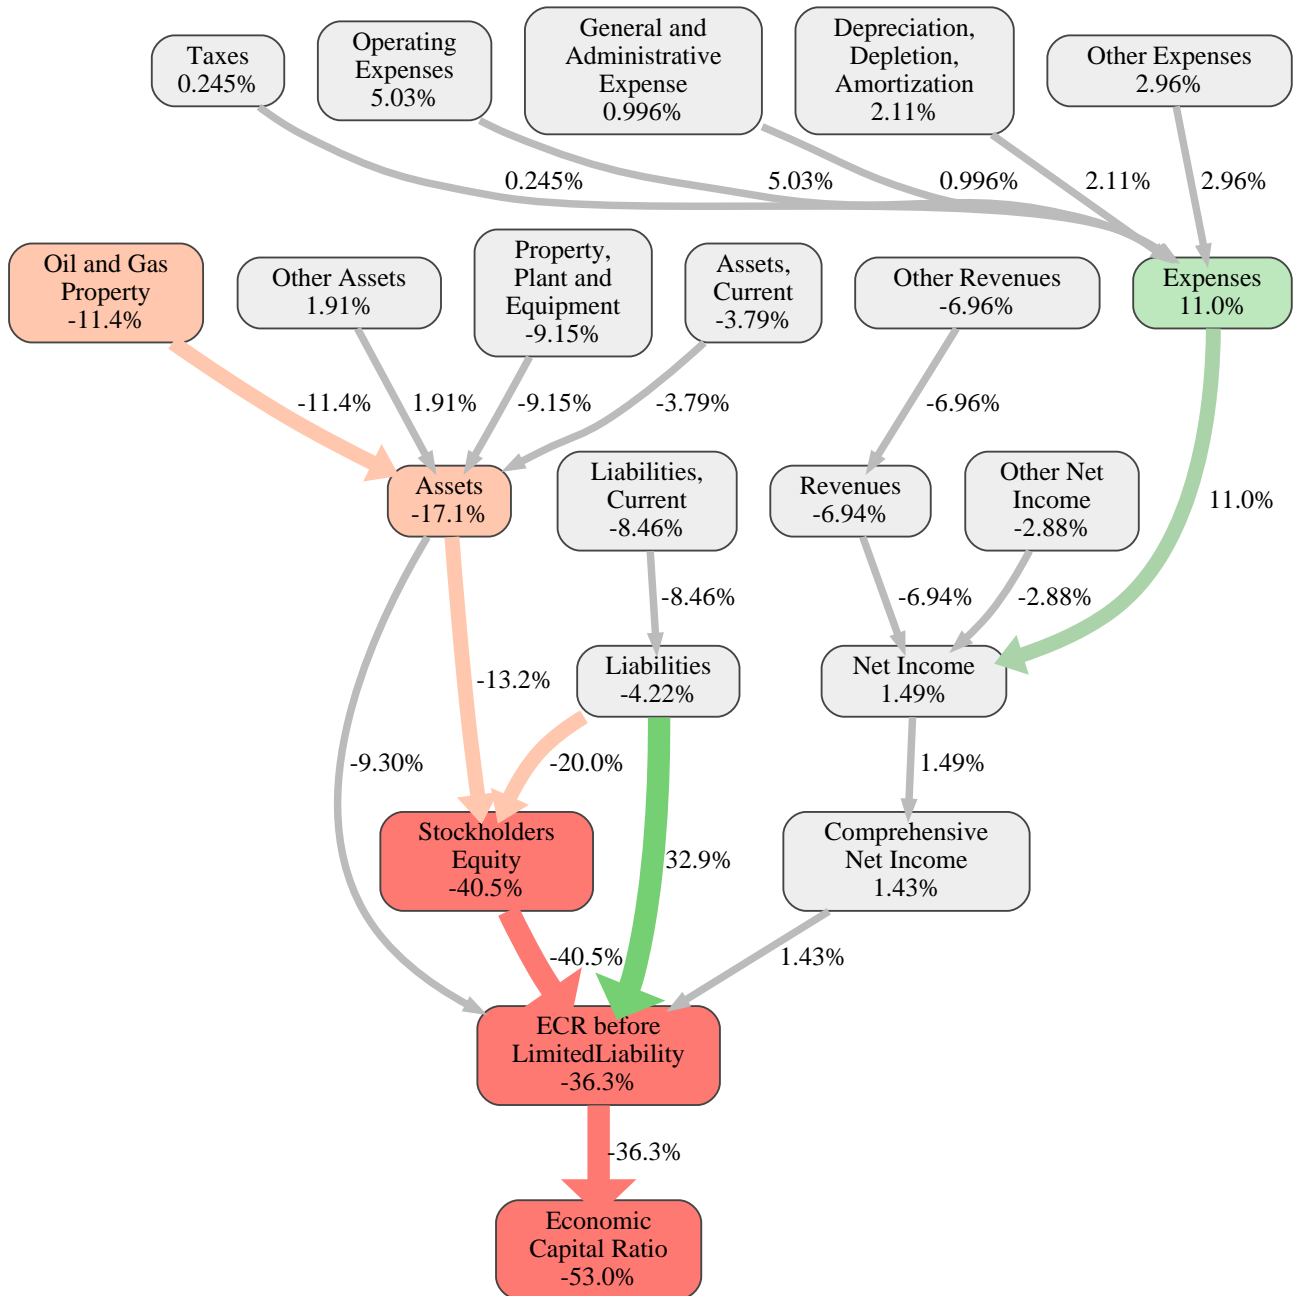 Taxes
0.245%
Operating
Expenses
5.03%
General and
Administrative
Expense
0.996%
Depreciation,
Depletion,
Amortization
2.11%
Other Expenses
2.96%
0.245%
5.03%
0.996%
2.11%
2.96%
Oil and Gas
Property
-11.4%
Other Assets
1.91%
Property,
Plant and
Equipment
-9.15%
Assets,
Current
-3.79%
Other Revenues
-6.96%
Expenses
11.0%
-11.4%
1.91%
-9.15%
-3.79%
-6.96%
Assets
-17.1%
Liabilities,
Current
-8.46%
Revenues
-6.94%
Other Net
Income
-2.88%
11.0%
-8.46%
-6.94%
-2.88%
-13.2%
Liabilities
-4.22%
Net Income
1.49%
-9.30%
-20.0%
1.49%
Stockholders
Equity
-40.5%
32.9%
Comprehensive
Net Income
1.43%
-40.5%
1.43%
ECR before
LimitedLiability
-36.3%
-36.3%
Economic
Capital Ratio
-53.0%